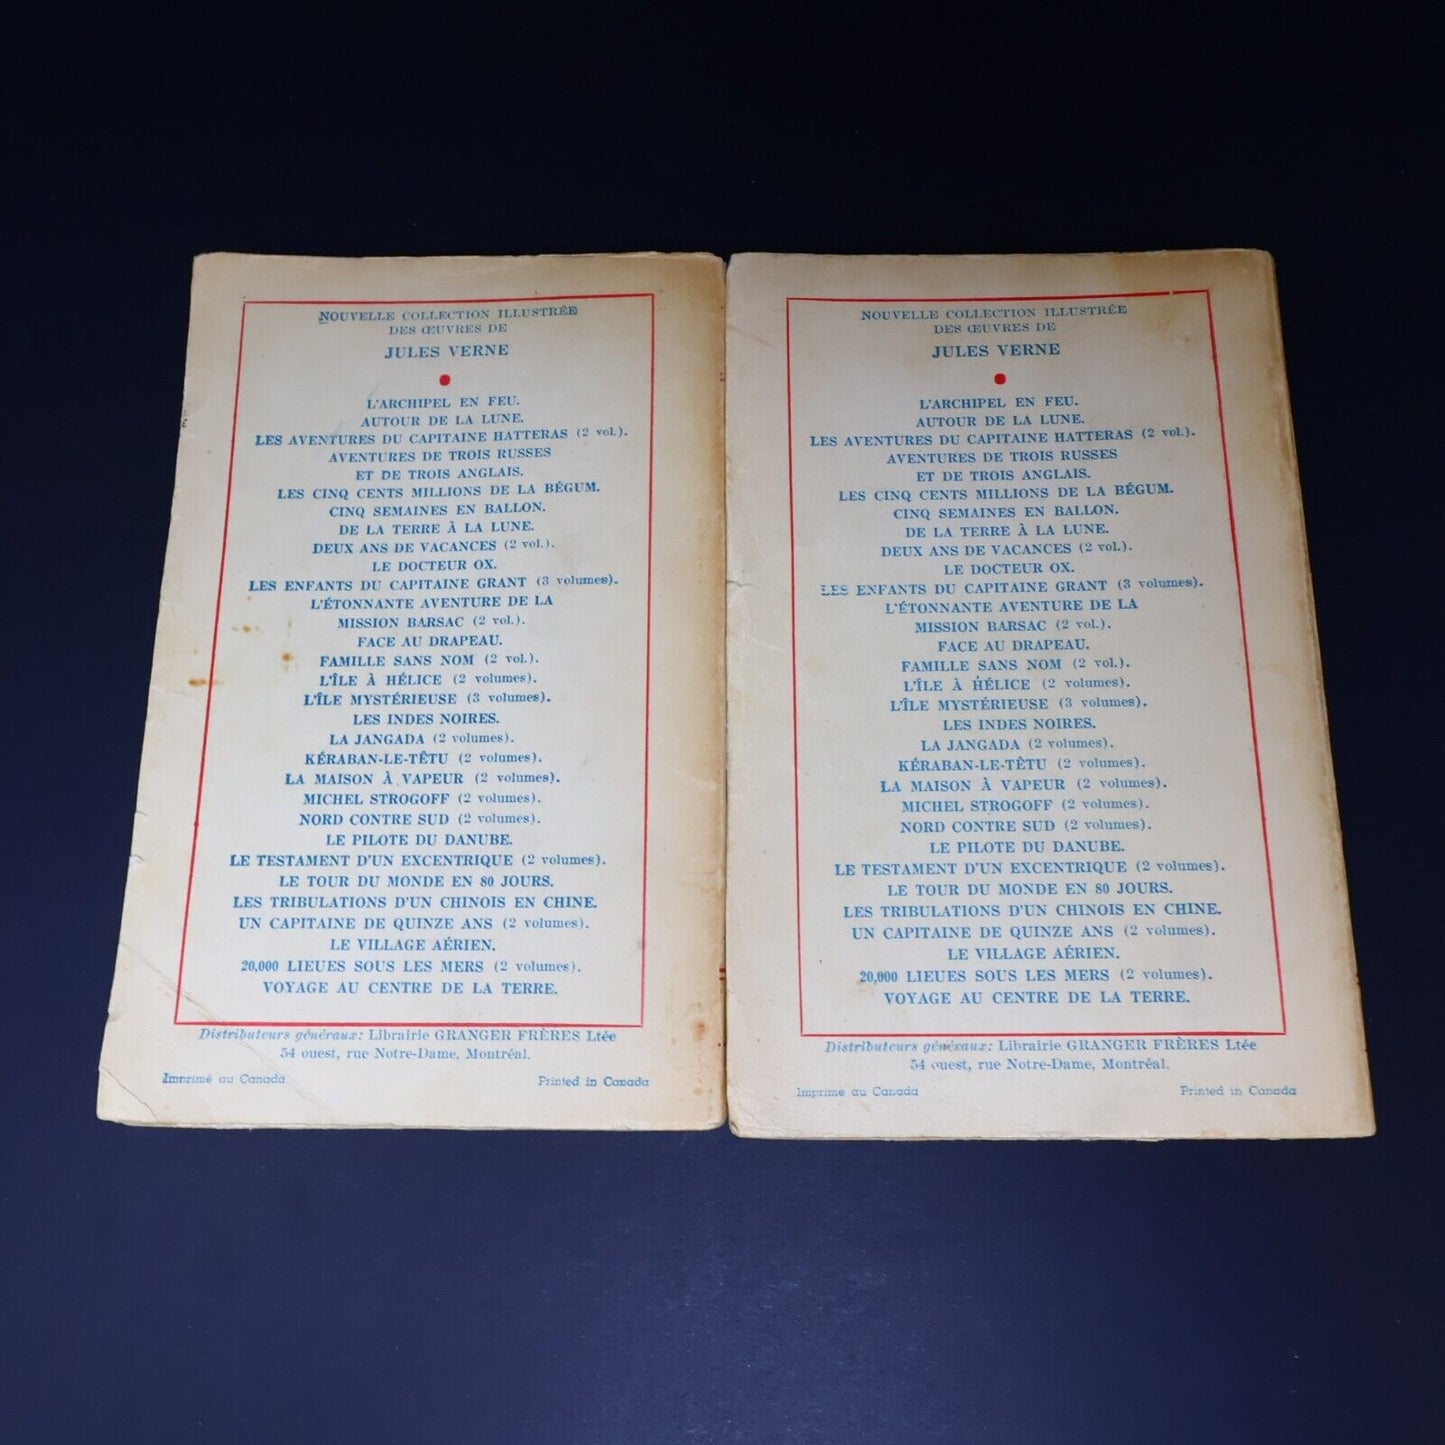 NOUVELLE COLLECTION ILLUSTRÉE
DES ŒUVRES DE
JULES VERNE
L'ARCHIPEL EN FEU.
AUTOUR DE LA LUNE.
LES AVENTURES DU CAPITAINE HATTERAS (2 vol.).
AVENTURES DE TROIS RUSSES
ET DE TROIS ANGLAIS.
LES CINQ CENTS MILLIONS DE LA BÉGUM.
CINQ SEMAINES EN BALLON.
DE LA TERRE À LA LUNE.
DEUX ANS DE VACANCES (2 vol.).
LE DOCTEUR OX.
LES ENFANTS DU CAPITAINE GRANT (3 volumes).
L'ÉTONNANTE AVENTURE DE LA
MISSION BARSAC (2 vol.).
FACE AU DRAPEAU.
FAMILLE SANS NOM (2 vol.).
L'ÎLE À HÉLICE (2 volumes).
L'ÎLE MYSTÉRIEUSE (3 volumes).
LES INDES NOIRES.
LA JANGADA (2 volumes).
KÉRABAN-LE-TÊTU (2 volumes).
LA MAISON À VAPEUR (2 volumes).
MICHEL STROGOFF (2 volumes).
NORD CONTRE SUD (2 volumes).
LE PILOTE DU DANUBE.
LE TESTAMENT D'UN EXCENTRIQUE (2 volumes).
LE TOUR DU MONDE EN 80 JOURS.
LES TRIBULATIONS D'UN CHINOIS EN CHINE.
UN CAPITAINE DE QUINZE ANS (2 volumes).
LE VILLAGE AÉRIEN.
20,000 LIEUES SOUS LES MERS (2 volumes).
VOYAGE AU CENTRE DE LA TERRE.
Distributeurs généraux: Librairie GRANGER FRÈRES Ltée
54 ouest, rue Notre-Dame, Montréal.
Imprimé au Canada Printed in Canada
NOUVELLE COLLECTION ILLUSTRÉE
DES ŒUVRES DE
JULES VERNE
L'ARCHIPEL EN FEU.
AUTOUR DE LA LUNE.
LES AVENTURES DU CAPITAINE HATTERAS (2 vol.).
AVENTURES DE TROIS RUSSES
ET DE TROIS ANGLAIS.
LES CINQ CENTS MILLIONS DE LA BÉGUM.
CINQ SEMAINES EN BALLON.
DE LA TERRE À LA LUNE.
DEUX ANS DE VACANCES (2 vol.).
LE DOCTEUR OX.
LES ENFANTS DU CAPITAINE GRANT (3 volumes).
L'ÉTONNANTE AVENTURE DE LA
MISSION BARSAC (2 vol.).
FACE AU DRAPEAU.
FAMILLE SANS NOM (2 vol.).
L'ÎLE À HÉLICE (2 volumes).
L'ÎLE MYSTÉRIEUSE (3 volumes).
LES INDES NOIRES.
LA JANGADA (2 volumes).
KÉRABAN-LE-TÊTU (2 volumes).
LA MAISON À VAPEUR (2 volumes).
MICHEL STROGOFF (2 volumes).
NORD CONTRE SUD (2 volumes).
LE PILOTE DU DANUBE.
LE TESTAMENT D'UN EXCENTRIQUE (2 volumes).
LE TOUR DU MONDE EN 80 JOURS.
LES TRIBULATIONS D'UN CHINOIS EN CHINE.
UN CAPITAINE DE QUINZE ANS (2 volumes).
LE VILLAGE AÉRIEN.
20,000 LIEUES SOUS LES MERS (2 volumes).
VOYAGE AU CENTRE DE LA TERRE.
Distributeurs généraux: Librairie GRANGER FRÈRES Ltée
54 ouest, rue Notre-Dame, Montréal.
Imprimé au Canada Printed in Canada